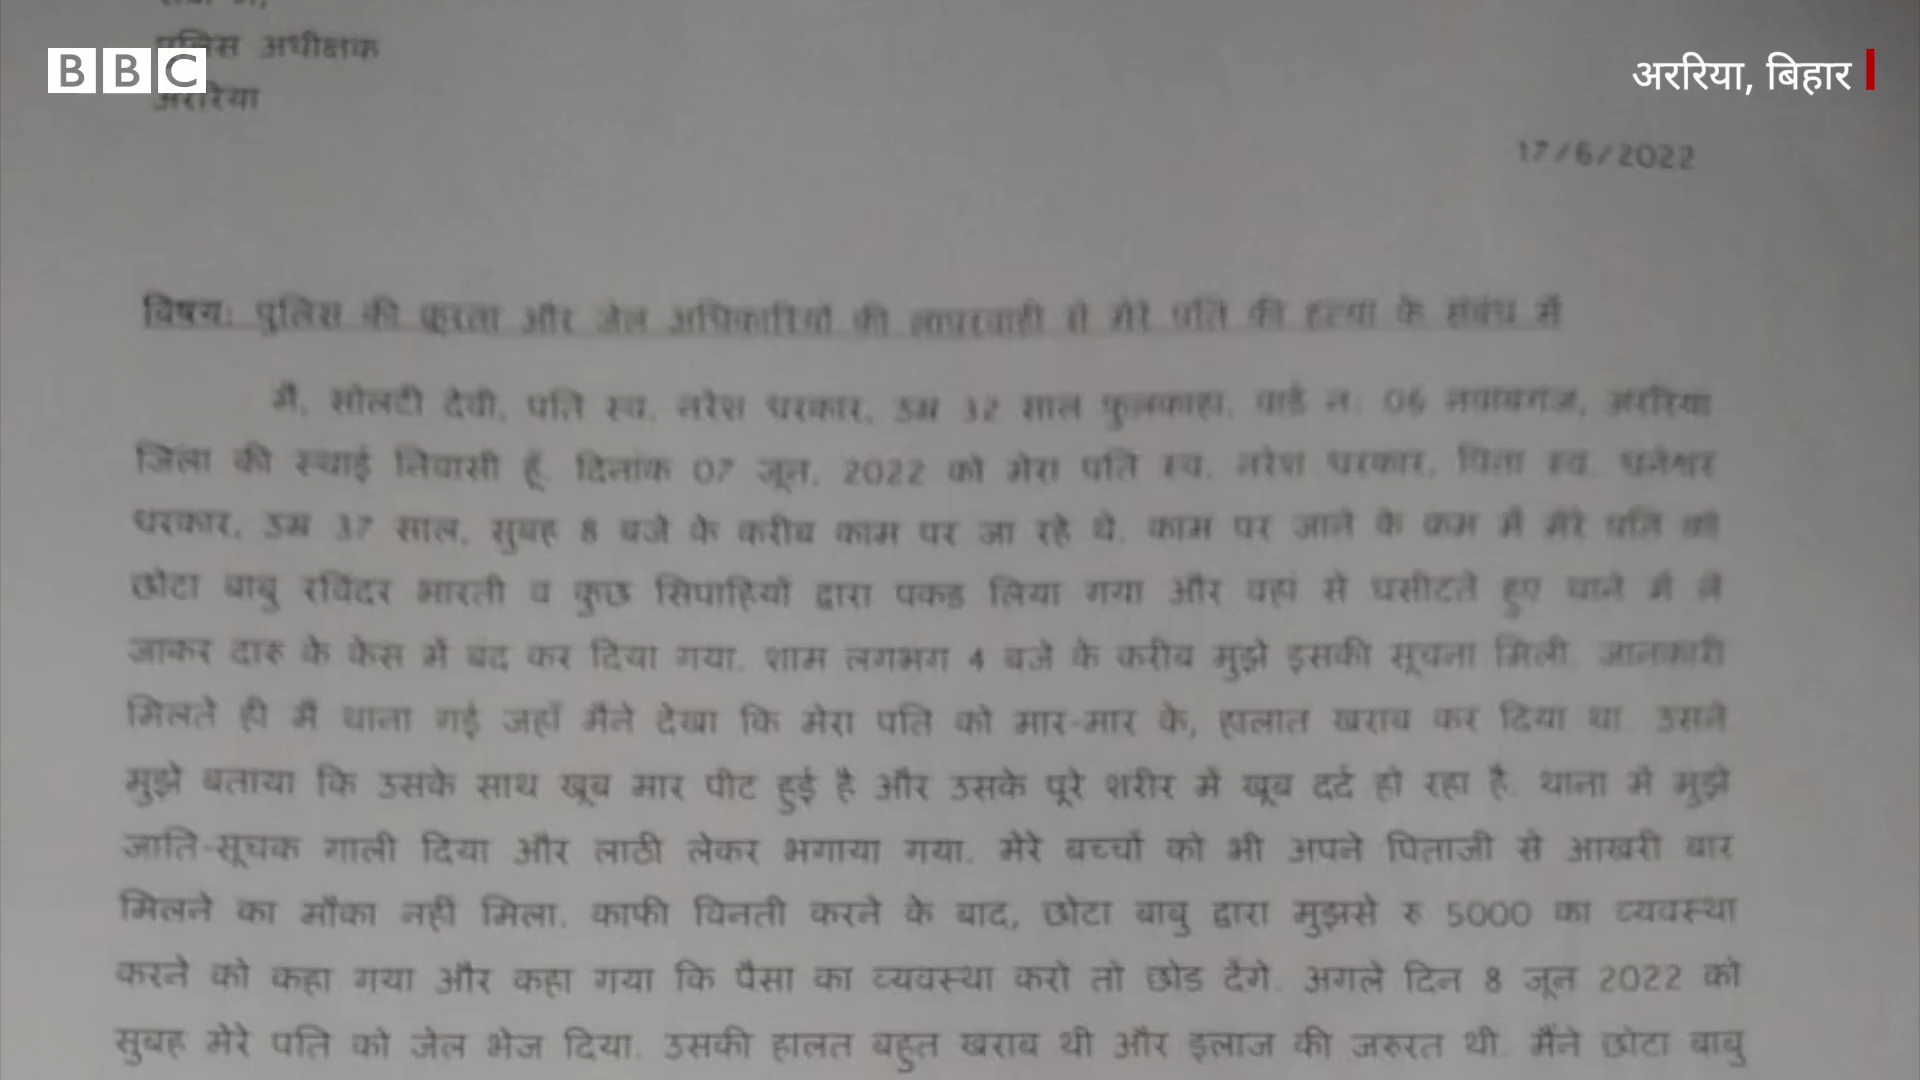 BBC
अररिया, बिहार
पुलिस अधीक्षक
अररिया
17/6/2022
विषय: पुलिस की क्रूरता और जेल अधिकारियों की लापरवाही से मेरे पति की हत्या के संबंध में
मै, सोलटी देवी, पति स्व. नरेश धरकार, उम्र 32 साल फुलकाहा, वार्ड न. 06 नवाबगंज, अररिया
जिला की स्थाई निवासी हूँ. दिनांक 07 जून, 2022 को मेरा पति स्व. नरेश धरकार, पिता स्व. धनेश्वर
धरकार, उम्र 37 साल, सुबह 8 बजे के करीब काम पर जा रहे थे. काम पर जाने के क्रम में मेरे पति को
छोटा बाबु रविंदर भारती व कुछ सिपाहियों द्वारा पकड लिया गया और वहां से घसीटते हुए थाने में ले
जाकर दारु के केस में बंद कर दिया गया. शाम लगभग 4 बजे के करीब मुझे इसकी सूचना मिली. जानकारी
मिलते ही मैं थाना गई जहाँ मैने देखा कि मेरा पति को मार-मार के, हालात खराब कर दिया था. उसने
मुझे बताया कि उसके साथ खूब मार पीट हुई है और उसके पूरे शरीर में खूब दर्द हो रहा है. थाना में मुझे
जाति-सूचक गाली दिया और लाठी लेकर भगाया गया. मेरे बच्चों को भी अपने पिताजी से आखरी बार
मिलने का मौका नहीं मिला. काफी विनती करने के बाद, छोटा बाबु द्वारा मुझसे रु 5000 का व्यवस्था
करने को कहा गया और कहा गया कि पैसा का व्यवस्था करो तो छोड देंगे. अगले दिन 8 जून 2022 को
सुबह मेरे पति को जेल भेज दिया. उसकी हालत बहुत खराब थी और इलाज की जरुरत थी. मैंने छोटा बाबु